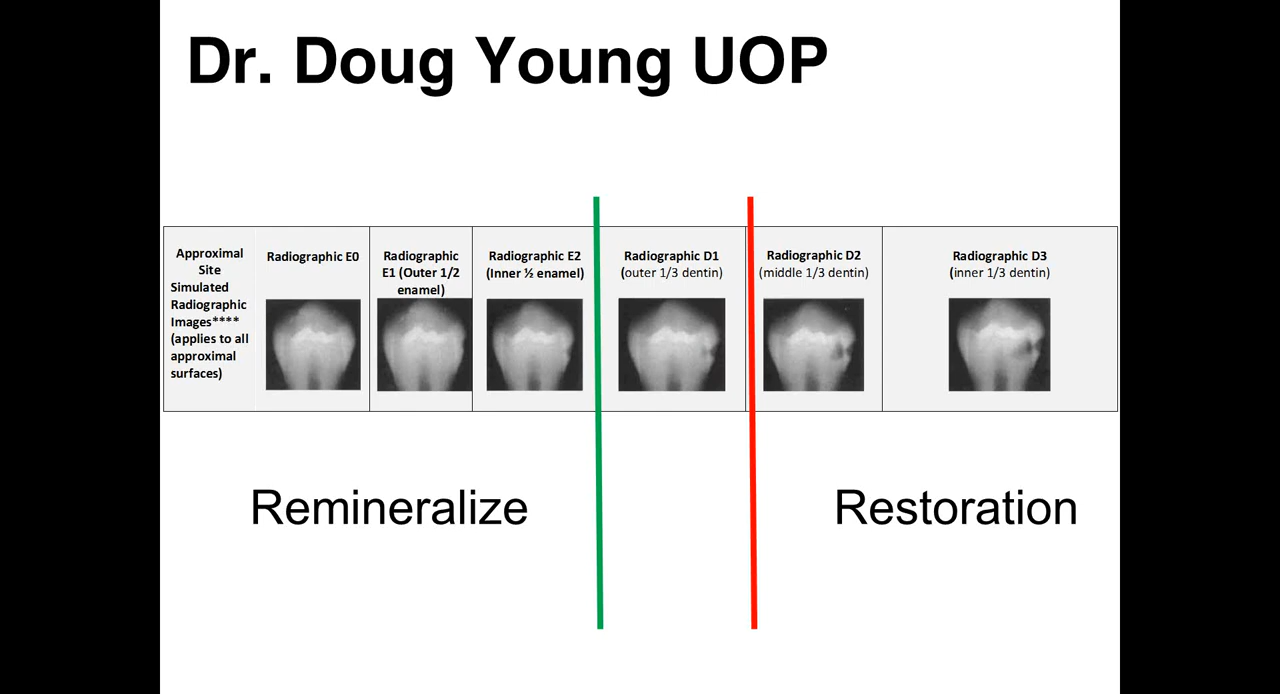 Dr. Doug Young UOP
Approximal
Site
Simulated
Radiographic
Images****
(applies to all
approximal
surfaces)
Radiographic E0
Radiographic
E1 (Outer 1/2
enamel)
Radiographic E2
(Inner ½ enamel)
Radiographic D1
(outer 1/3 dentin)
Radiographic D2
(middle 1/3 dentin)
Radiographic D3
(inner 1/3 dentin)
Remineralize
Restoration